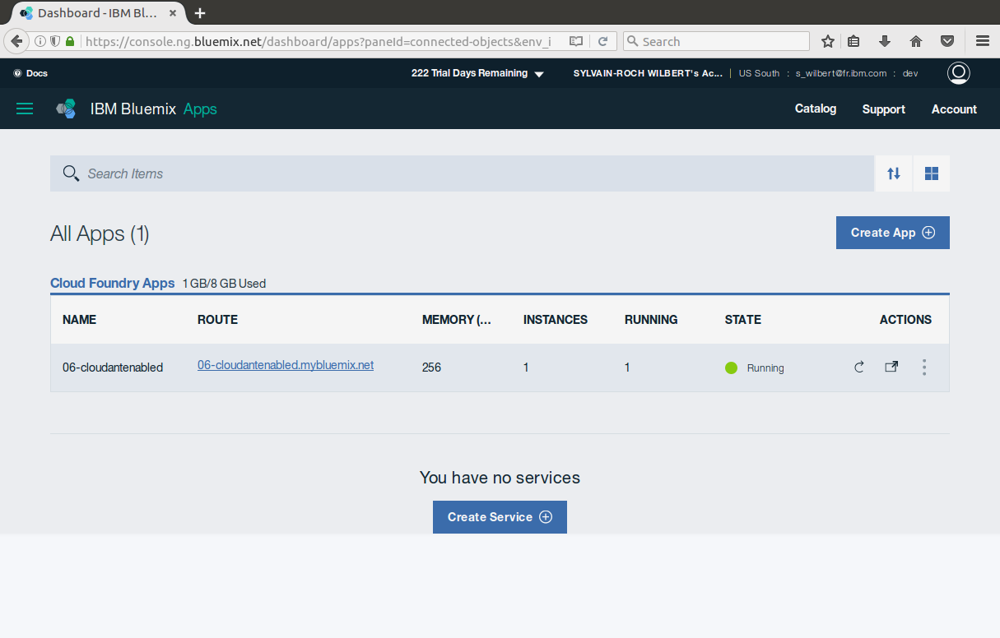 Dashboard - IBM Bl...
https://console.ng.bluemix.net/dashboard/apps?paneId=connected-objects&env_i
Search
Docs
222 Trial Days Remaining
SYLVAIN-ROCH WILBERT's Ac... | US South : s_wilbert@fr.ibm.com : dev
IBM Bluemix Apps
Catalog Support Account
Search Items
All Apps (1)
Create App
Cloud Foundry Apps 1 GB/8 GB Used
NAME ROUTE MEMORY (... INSTANCES RUNNING STATE ACTIONS
06-cloudantenabled 06-cloudantenabled.mybluemix.net 256 1 1 Running
You have no services
Create Service